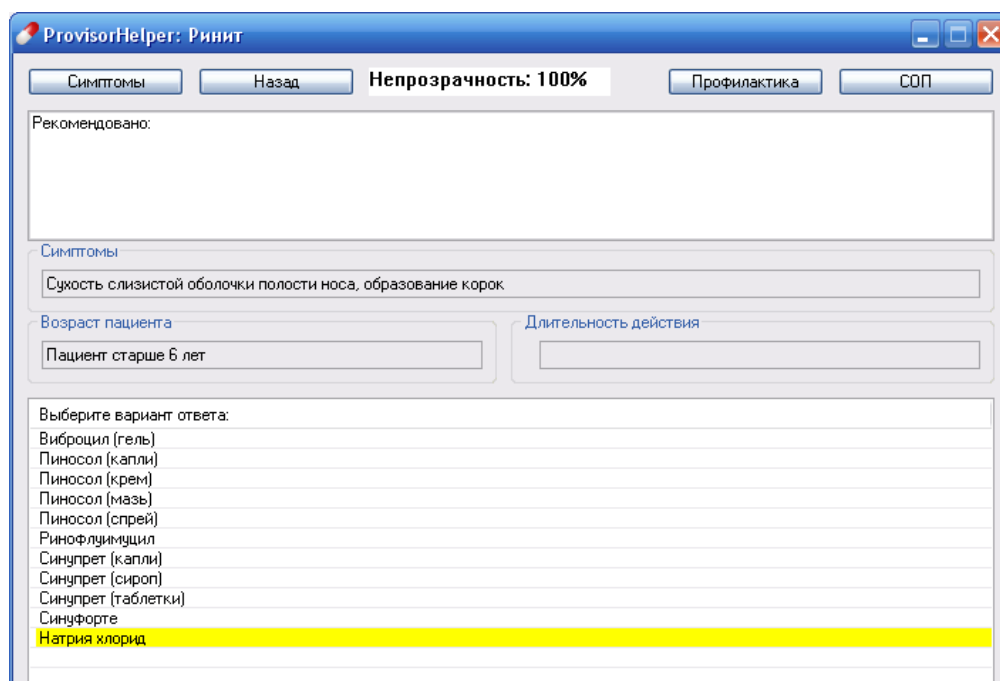 ProvisorHelper: Ринит
Симптомы Назад Непрозрачность: 100% Профилактика СОП
Рекомендовано:
Симптомы
Сухость слизистой оболочки полости носа, образование корок
Возраст пациента Длительность действия
Пациент старше 6 лет
Выберите вариант ответа:
Виброцил (гель)
Пиносол (капли)
Пиносол (крем)
Пиносол (мазь)
Пиносол (спрей)
Ринофлуимуцил
Синупрет (капли)
Синупрет (сироп)
Синупрет (таблетки)
Синуфорте
Натрия хлорид